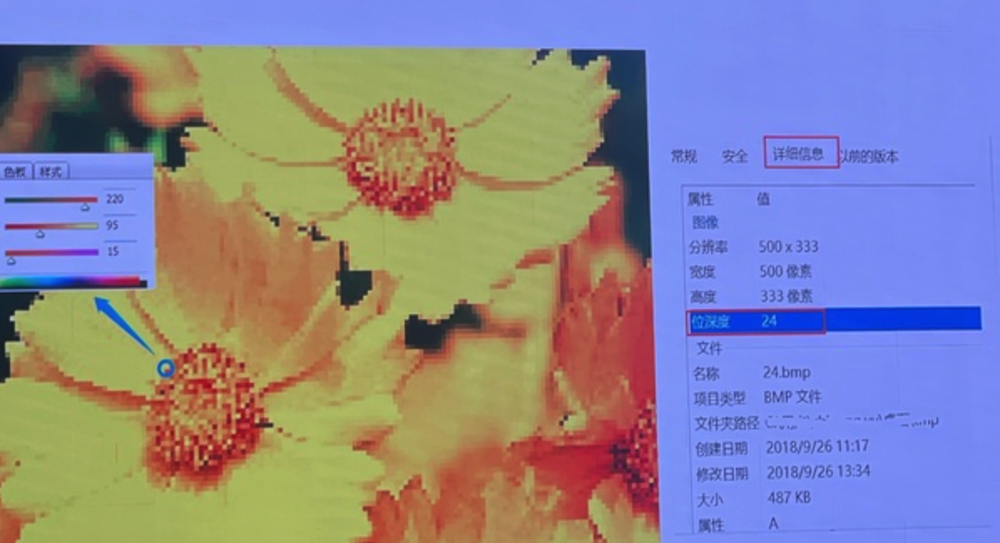 色板 样式
220
95
15
常规 安全 详细信息 以前的版本
属性 值
图像
分辨率 500 x 333
宽度 500 像素
高度 333 像素
位深度 24
文件
名称 24.bmp
项目类型 BMP 文件
文件夹路径
创建日期 2018/9/26 11:17
修改日期 2018/9/26 13:34
大小 487 KB
属性 A